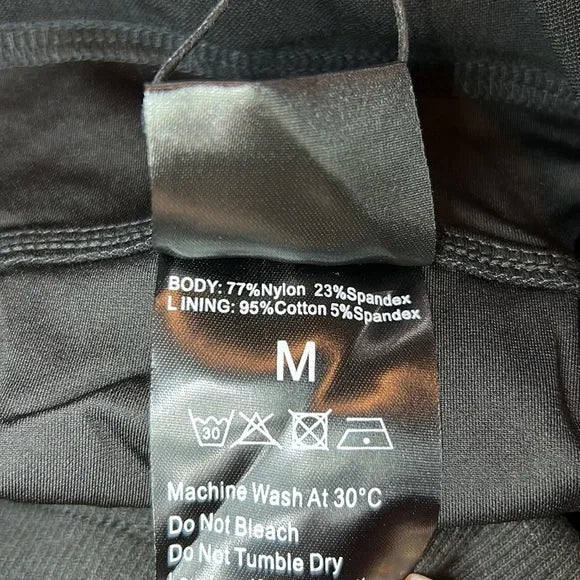 BODY: 77%Nylon 23%Spandex
LINING: 95%Cotton 5%Spandex
M
30
Machine Wash At 30°C
Do Not Bleach
Do Not Tumble Dry